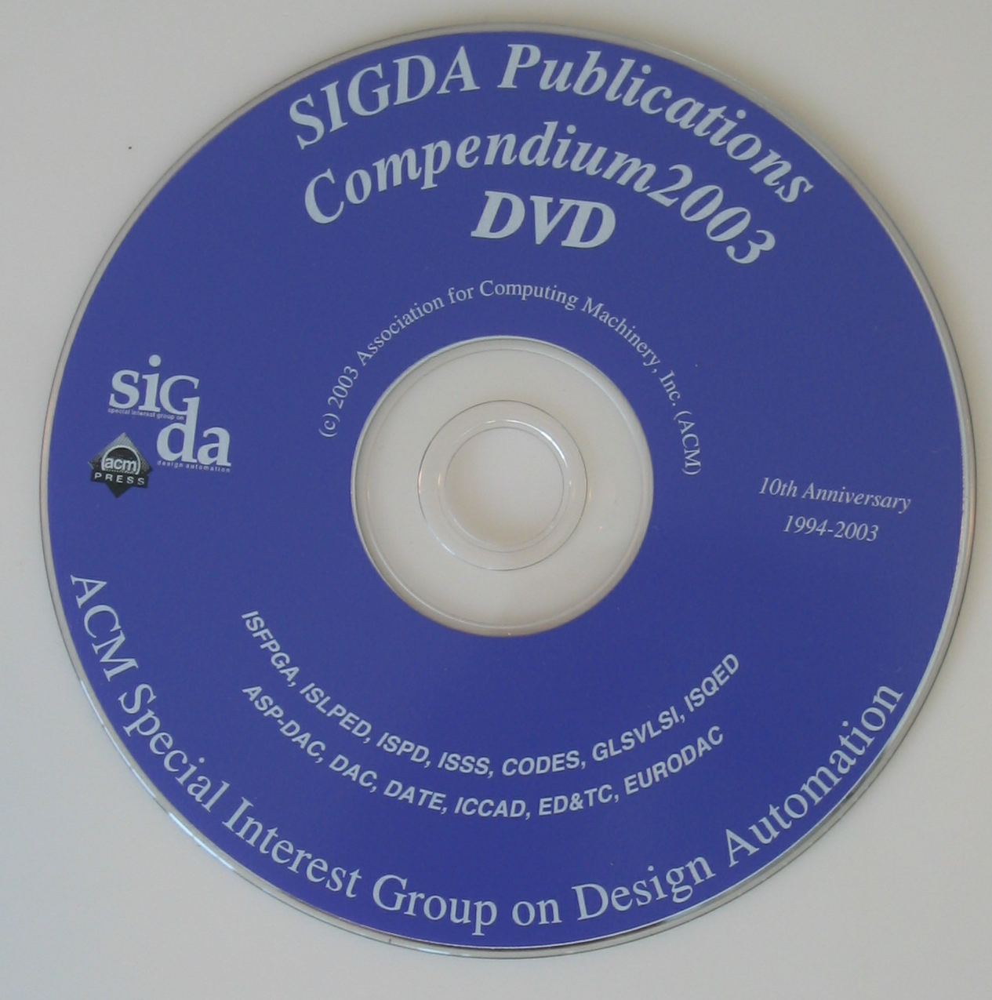 SIGDA Publications
Compendium2003
DVD
(c) 2003 Association for Computing Machinery, Inc. (ACM)
siG
special interest group on
da
design automation
acm
PRESS
10th Anniversary
1994-2003
ISFPGA, ISLPED, ISPD, ISSS, CODES, GLSVLSI, ISQED
ASP-DAC, DAC, DATE, ICCAD, ED&TC, EURODAC
ACM Special Interest Group on Design Automation